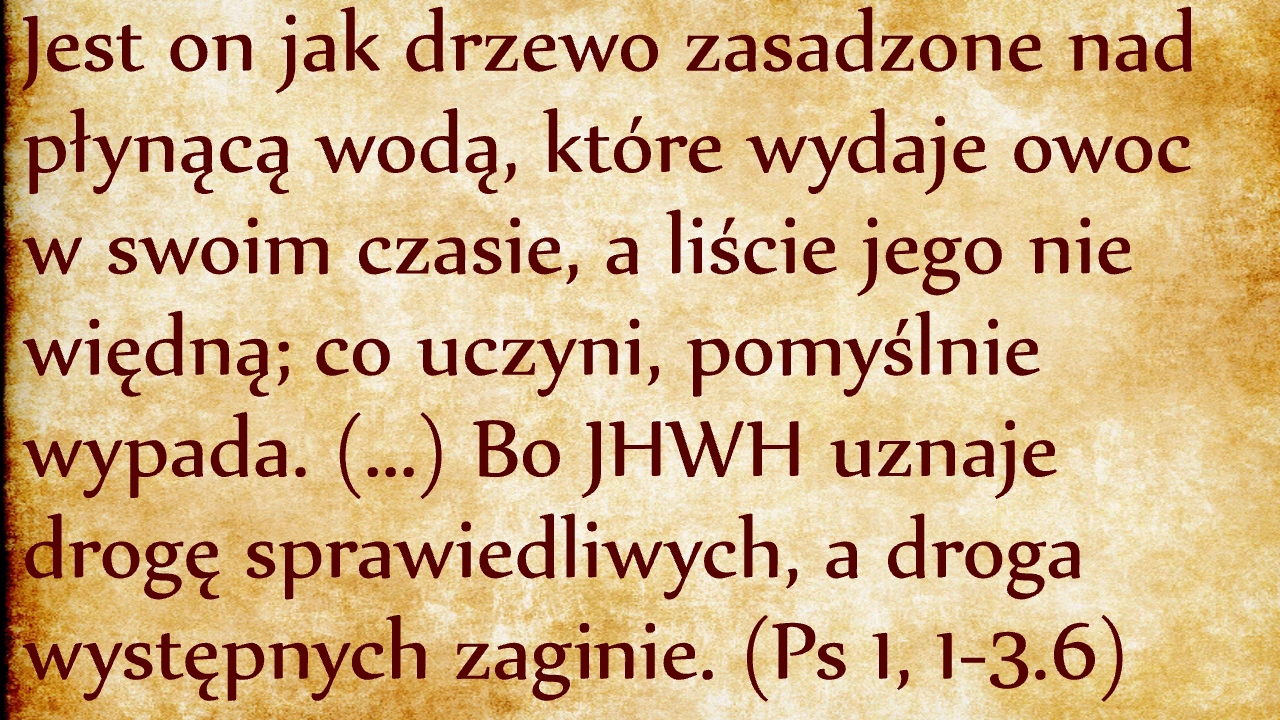 Jest on jak drzewo zasadzone nad
płynącą wodą, które wydaje owoc
w swoim czasie, a liście jego nie
więdną; co uczyni, pomyślnie
wypada. (...) Bo JHWH uznaje
drogę sprawiedliwych, a droga
występnych zaginie. (Ps 1, 1-3.6)